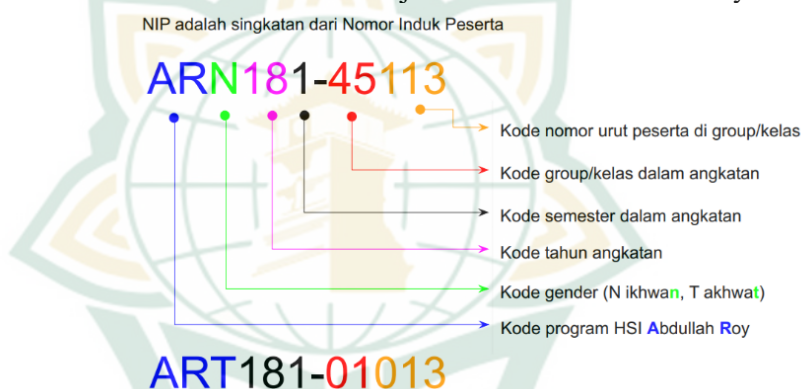 NIP adalah singkatan dari Nomor Induk Peserta
ARN181-45113
Kode nomor urut peserta di group/kelas
Kode group/kelas dalam angkatan
Kode semester dalam angkatan
Kode tahun angkatan
Kode gender (N ikhwan, T akhwat)
Kode program HSI Abdullah Roy
ART181-01013